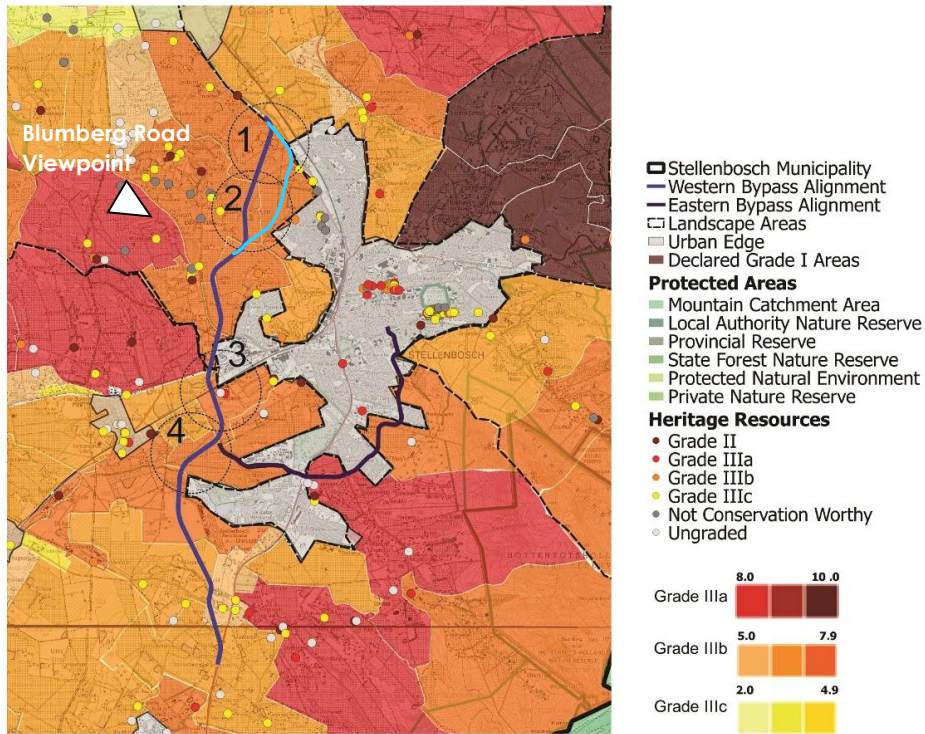 Blumberg Road
Viewpoint
1
2
3
4
STELLENBOSCH
Stellenbosch Municipality
Western Bypass Alignment
Eastern Bypass Alignment
Landscape Areas
Urban Edge
Declared Grade I Areas
Protected Areas
Mountain Catchment Area
Local Authority Nature Reserve
Provincial Reserve
State Forest Nature Reserve
Protected Natural Environment
Private Nature Reserve
Heritage Resources
Grade II
Grade IIIa
Grade IIIb
Grade IIIc
Not Conservation Worthy
Ungraded
8.0 10 .0
Grade IIIa
5.0 7.9
Grade IIIb
2.0 4.9
Grade IIIc